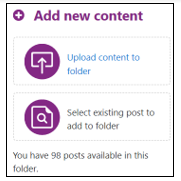 Add new content
Upload content to
folder
Select existing post to
add to folder
You have 98 posts available in this
folder.